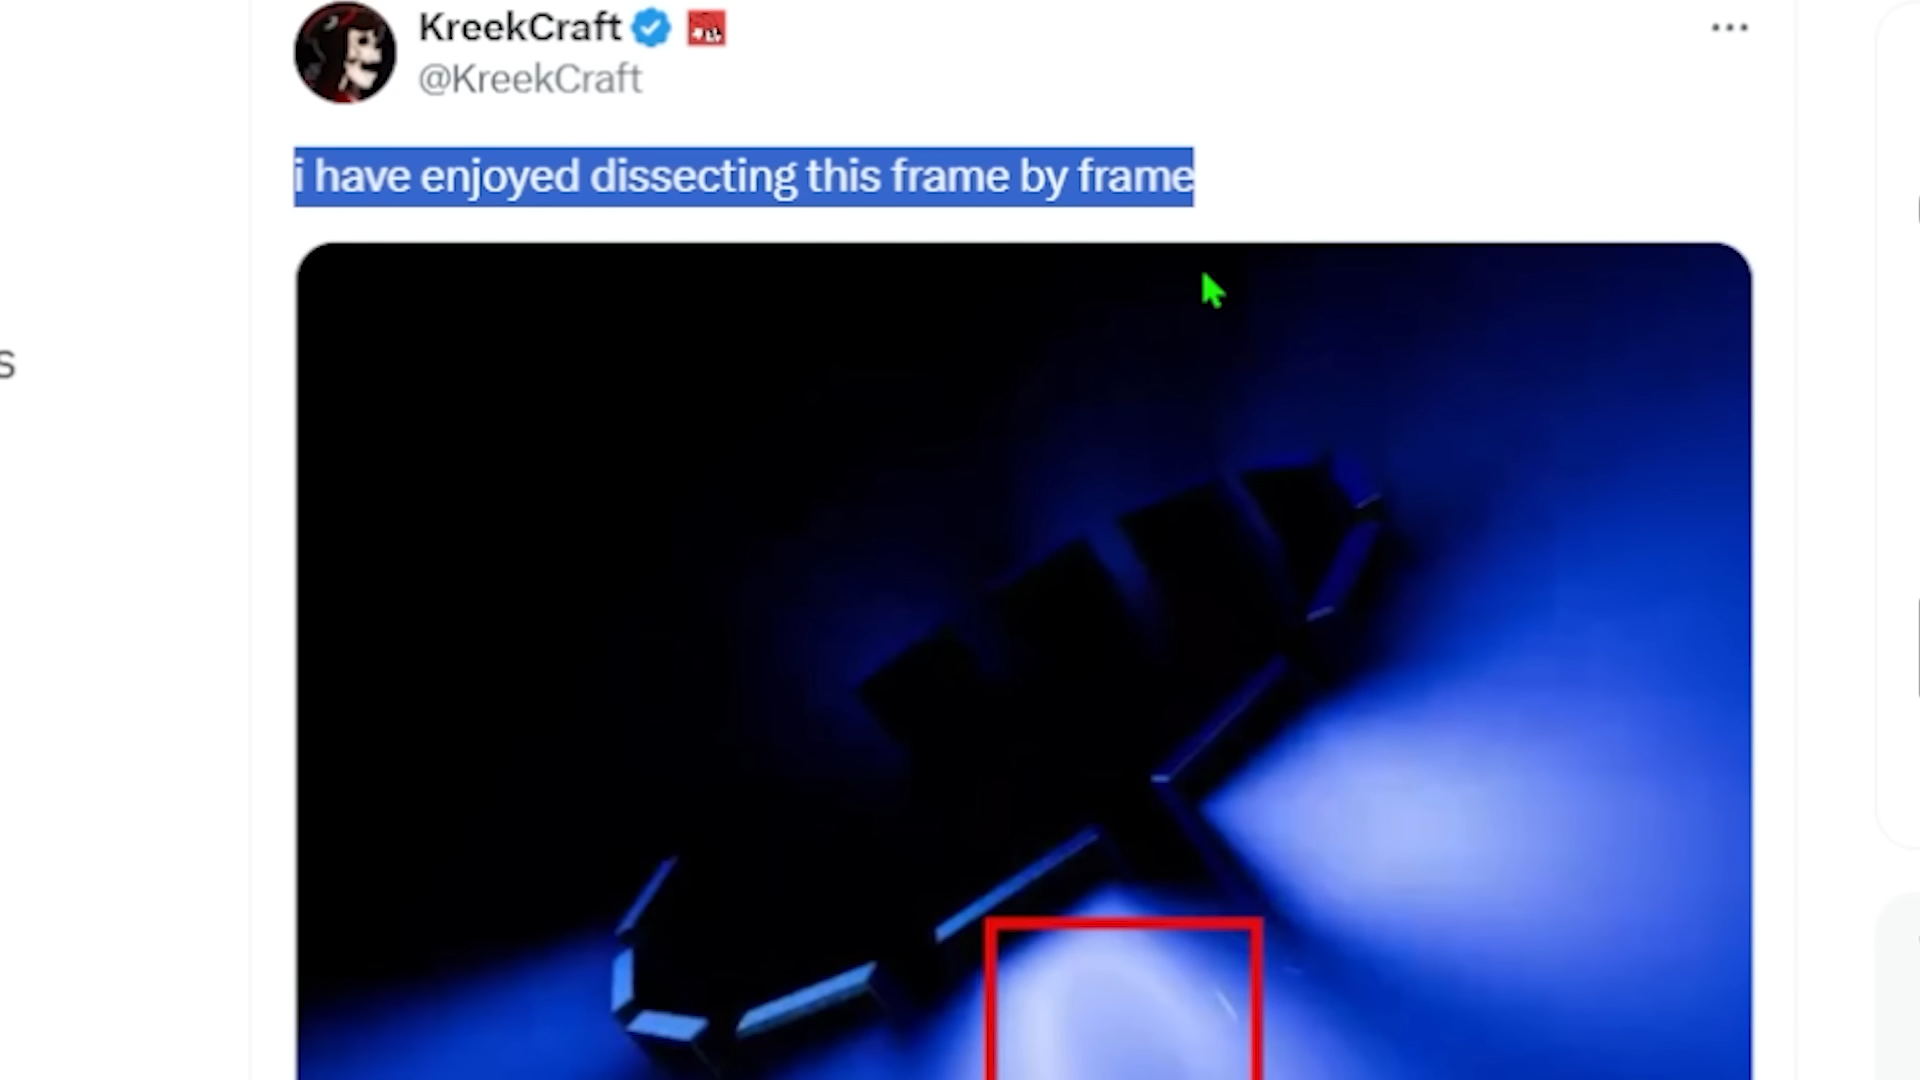 KreekCraft
@KreekCraft
i have enjoyed dissecting this frame by frame
s